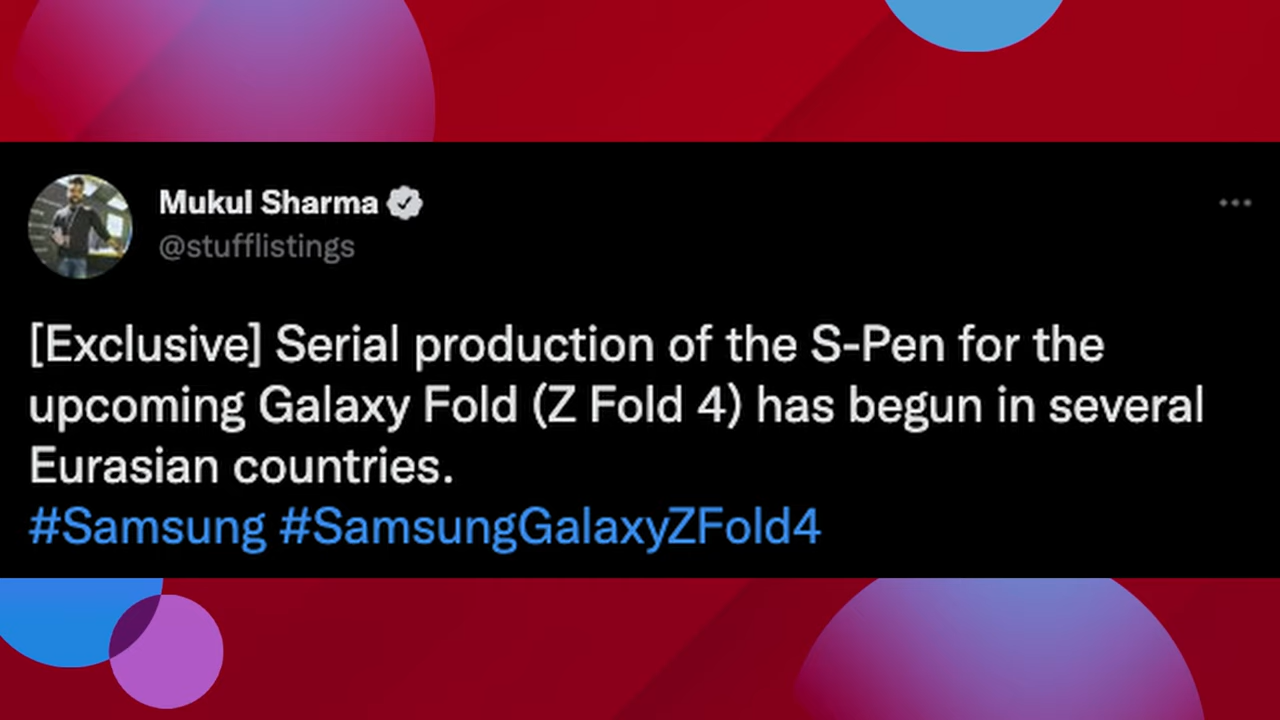 Mukul Sharma
@stufflistings
[Exclusive] Serial production of the S-Pen for the
upcoming Galaxy Fold (Z Fold 4) has begun in several
Eurasian countries.
#Samsung #SamsungGalaxyZFold4